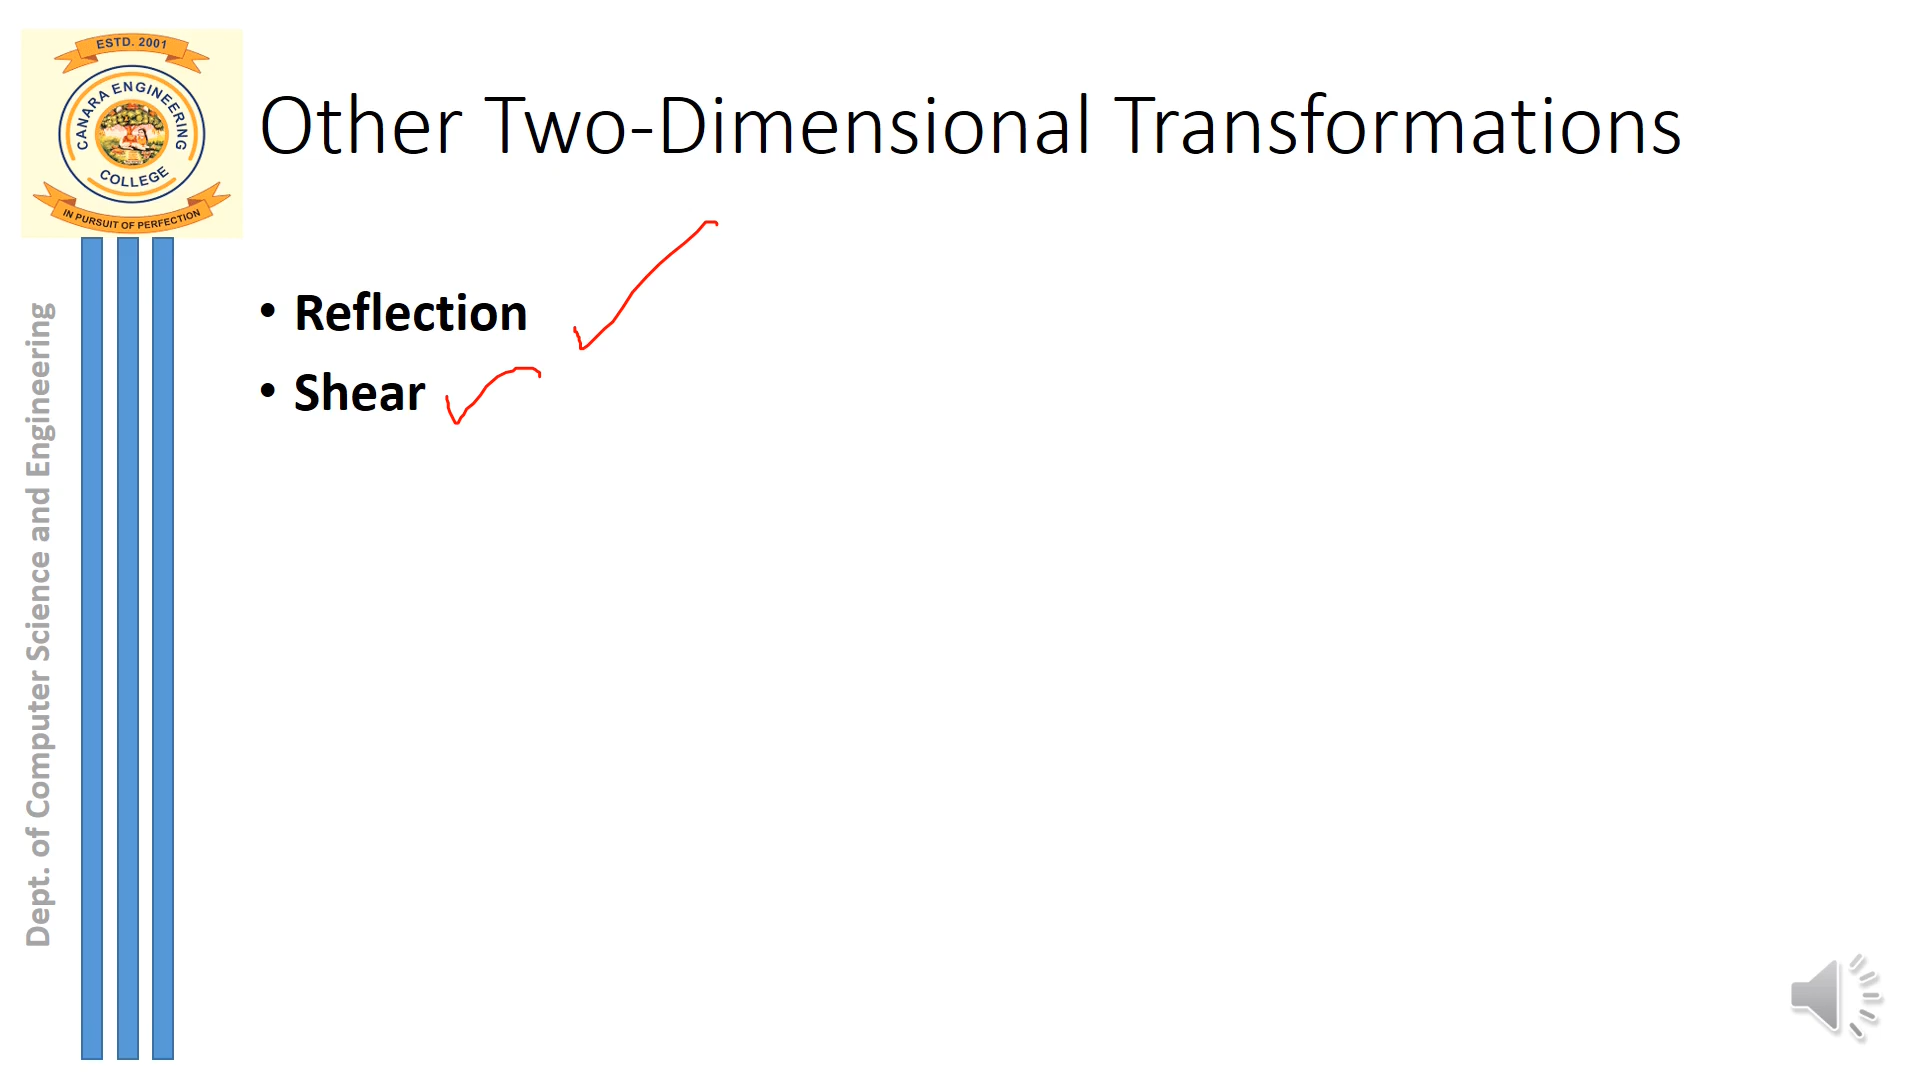 ESTD. 2001
CANARA ENGINEERING
COLLEGE
IN PURSUIT OF PERFECTION
Other Two-Dimensional Transformations
• Reflection
• Shear
Dept. of Computer Science and Engineering